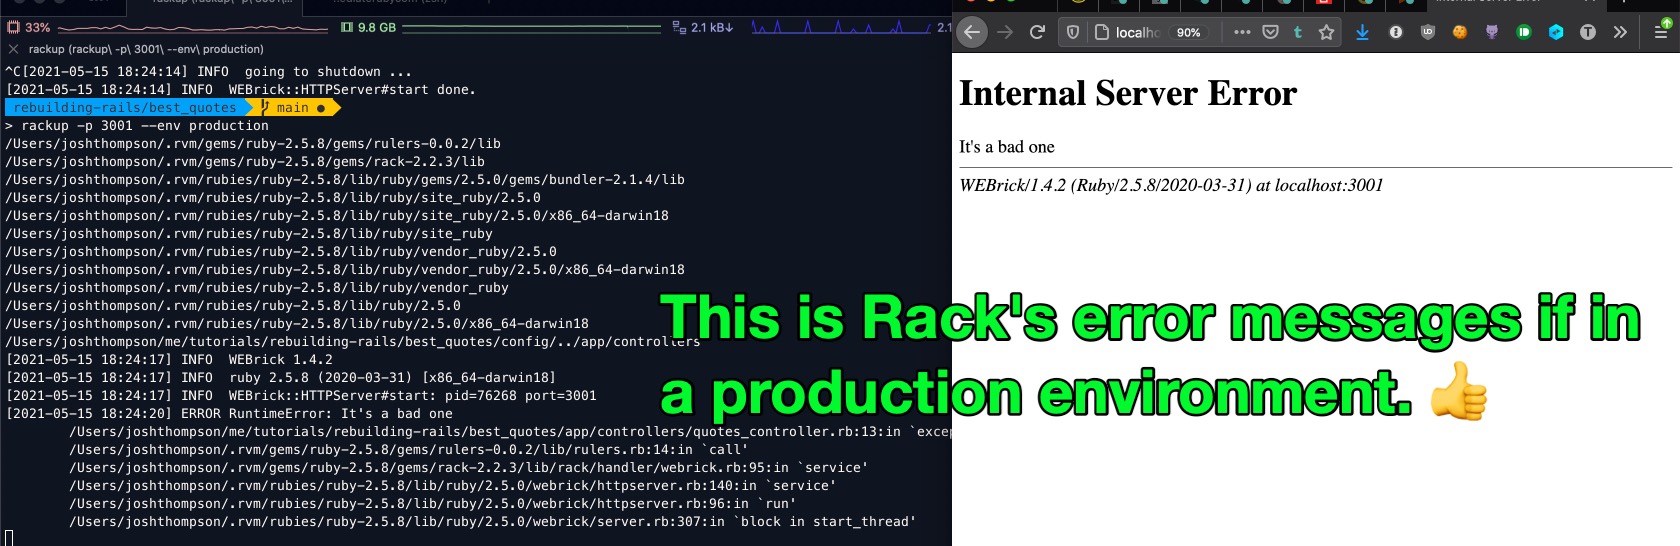 33%
9.8 GB
2.1 kB↓
2.1
rackup (rackup\ -p\ 3001\ --env\ production)
^C[2021-05-15 18:24:14] INFO  going to shutdown ...
[2021-05-15 18:24:14] INFO  WEBrick::HTTPServer#start done.
rebuilding-rails/best_quotes main ●
> rackup -p 3001 --env production
/Users/joshthompson/.rvm/gems/ruby-2.5.8/gems/rulers-0.0.2/lib
/Users/joshthompson/.rvm/gems/ruby-2.5.8/gems/rack-2.2.3/lib
/Users/joshthompson/.rvm/rubies/ruby-2.5.8/lib/ruby/gems/2.5.0/gems/bundler-2.1.4/lib
/Users/joshthompson/.rvm/rubies/ruby-2.5.8/lib/ruby/site_ruby/2.5.0
/Users/joshthompson/.rvm/rubies/ruby-2.5.8/lib/ruby/site_ruby/2.5.0/x86_64-darwin18
/Users/joshthompson/.rvm/rubies/ruby-2.5.8/lib/ruby/site_ruby
/Users/joshthompson/.rvm/rubies/ruby-2.5.8/lib/ruby/vendor_ruby/2.5.0
/Users/joshthompson/.rvm/rubies/ruby-2.5.8/lib/ruby/vendor_ruby/2.5.0/x86_64-darwin18
/Users/joshthompson/.rvm/rubies/ruby-2.5.8/lib/ruby/vendor_ruby
/Users/joshthompson/.rvm/rubies/ruby-2.5.8/lib/ruby/2.5.0
/Users/joshthompson/.rvm/rubies/ruby-2.5.8/lib/ruby/2.5.0/x86_64-darwin18
/Users/joshthompson/me/tutorials/rebuilding-rails/best_quotes/config/../app/controllers
[2021-05-15 18:24:17] INFO  WEBrick 1.4.2
[2021-05-15 18:24:17] INFO  ruby 2.5.8 (2020-03-31) [x86_64-darwin18]
[2021-05-15 18:24:17] INFO  WEBrick::HTTPServer#start: pid=76268 port=3001
[2021-05-15 18:24:20] ERROR RuntimeError: It's a bad one
/Users/joshthompson/me/tutorials/rebuilding-rails/best_quotes/app/controllers/quotes_controller.rb:13:in `excep
/Users/joshthompson/.rvm/gems/ruby-2.5.8/gems/rulers-0.0.2/lib/rulers.rb:14:in `call'
/Users/joshthompson/.rvm/gems/ruby-2.5.8/gems/rack-2.2.3/lib/rack/handler/webrick.rb:95:in `service'
/Users/joshthompson/.rvm/rubies/ruby-2.5.8/lib/ruby/2.5.0/webrick/httpserver.rb:140:in `service'
/Users/joshthompson/.rvm/rubies/ruby-2.5.8/lib/ruby/2.5.0/webrick/httpserver.rb:96:in `run'
/Users/joshthompson/.rvm/rubies/ruby-2.5.8/lib/ruby/2.5.0/webrick/server.rb:307:in `block in start_thread'
localho 90%
Internal Server Error
It's a bad one
WEBrick/1.4.2 (Ruby/2.5.8/2020-03-31) at localhost:3001
This is Rack's error messages if in
a production environment. 👍